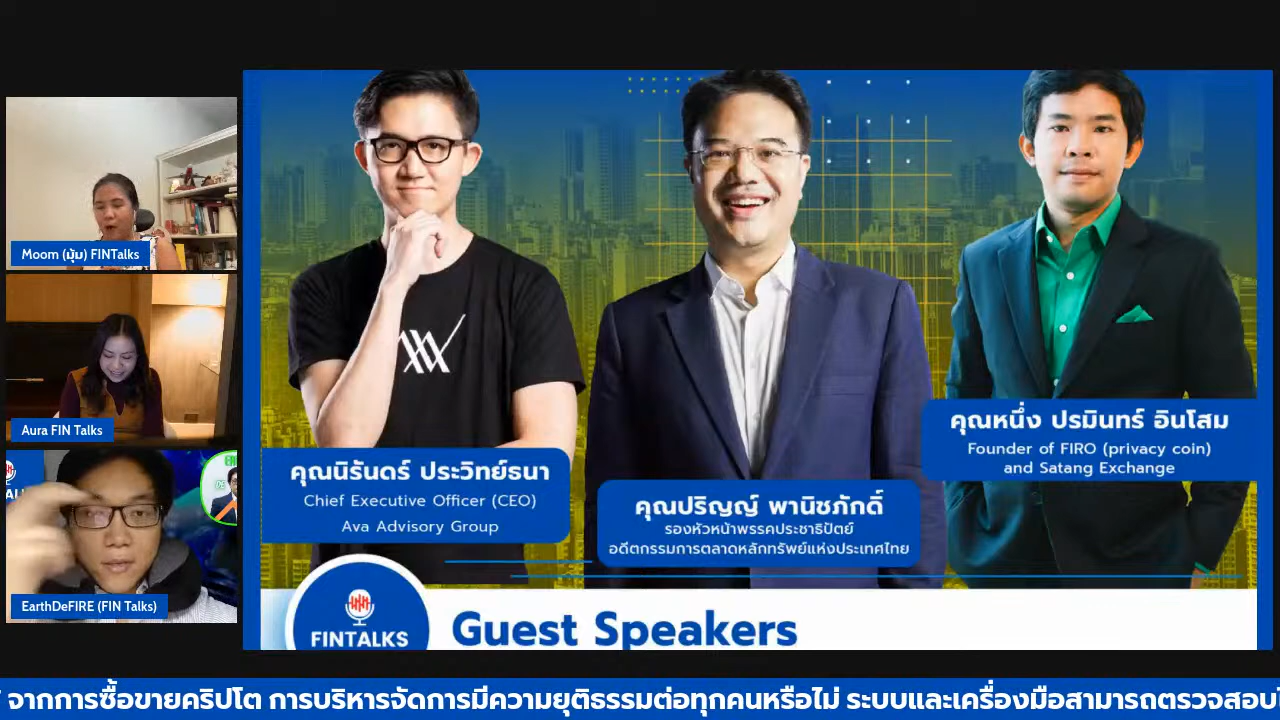 Moom (มุ้ม) FINTalks
Aura FIN Talks
EarthDeFIRE (FIN Talks)
คุณนิรันดร์ ประวิทย์ธนา
Chief Executive Officer (CEO)
Ava Advisory Group
คุณปริญญ์ พานิชภักดิ์
รองหัวหน้าพรรคประชาธิปัตย์
อดีตกรรมการตลาดหลักทรัพย์แห่งประเทศไทย
คุณหนึ่ง ปรมินทร์ อินโสม
Founder of FIRO (privacy coin)
and Satang Exchange
FINTALKS
Guest Speakers
จากการซื้อขายคริปโต การบริหารจัดการมีความยุติธรรมต่อทุกคนหรือไม่ ระบบและเครื่องมือสามารถตรวจสอบ